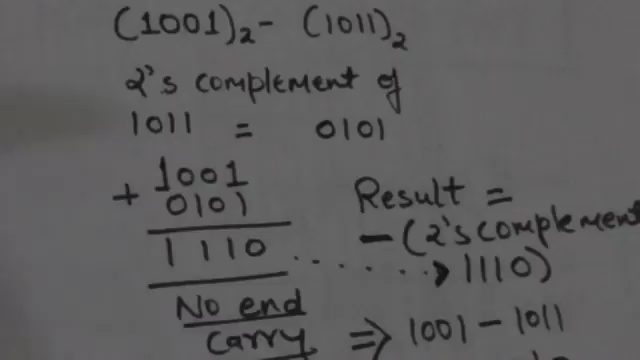 (1001)₂ - (1011)₂
2's complement of
1011 = 0101
1001
+ 0101
1110
No end
carry
Result =
-(2's complement
1110)
⇒ 1001 - 1011